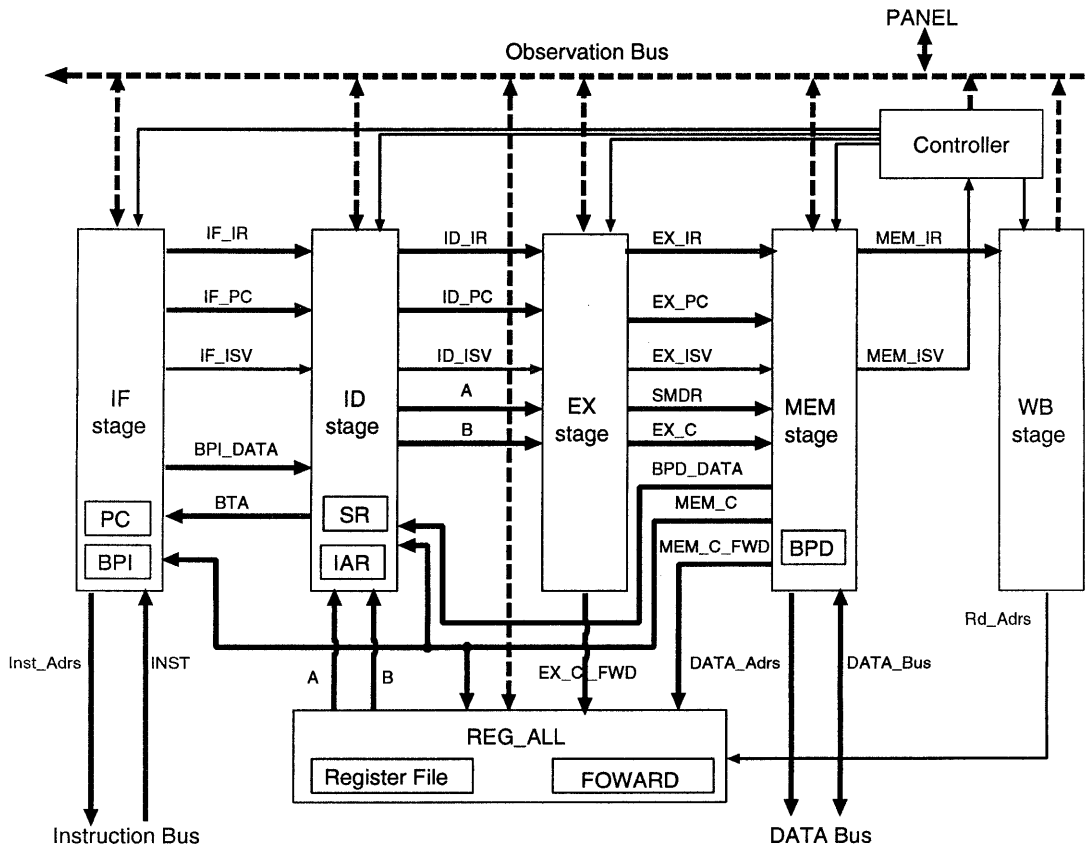 PANEL
Observation Bus
Controller
IF_IR
ID_IR
EX_IR
MEM_IR
IF_PC
ID_PC
EX_PC
IF_ISV
ID_ISV
EX_ISV
MEM_ISV
A
SMDR
B
EX_C
IF
stage
ID
stage
EX
stage
MEM
stage
WB
stage
BPI_DATA
BPD_DATA
BTA
MEM_C
PC
SR
MEM_C_FWD
BPD
BPI
IAR
Inst_Adrs
INST
A
B
EX_C_FWD
DATA_Adrs
DATA_Bus
Rd_Adrs
REG_ALL
Register File
FOWARD
Instruction Bus
DATA Bus